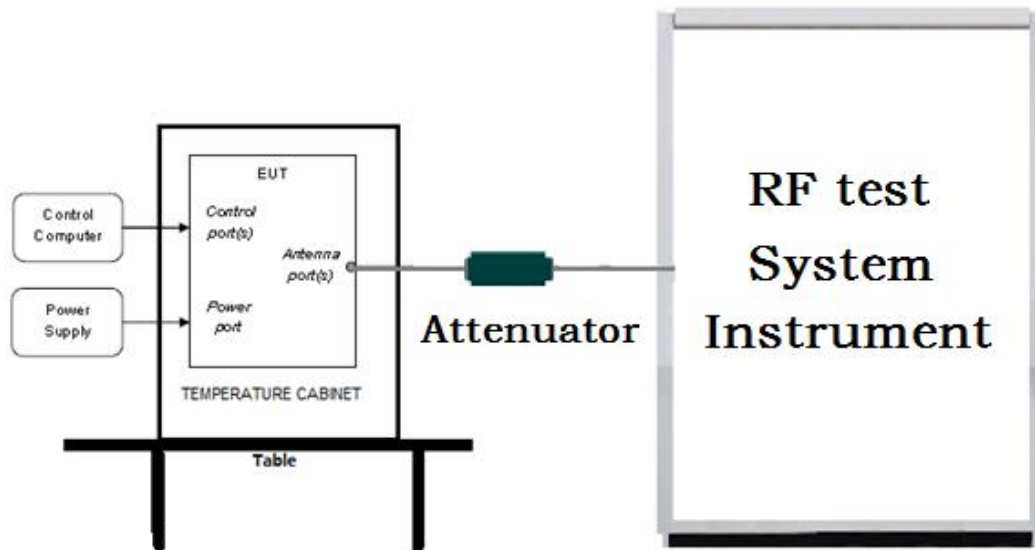 EUT
Control
Computer
Control
port(s)
Antenna
port(s)
Power
Supply
Power
port
TEMPERATURE CABINET
Table
Attenuator
RF test
System
Instrument